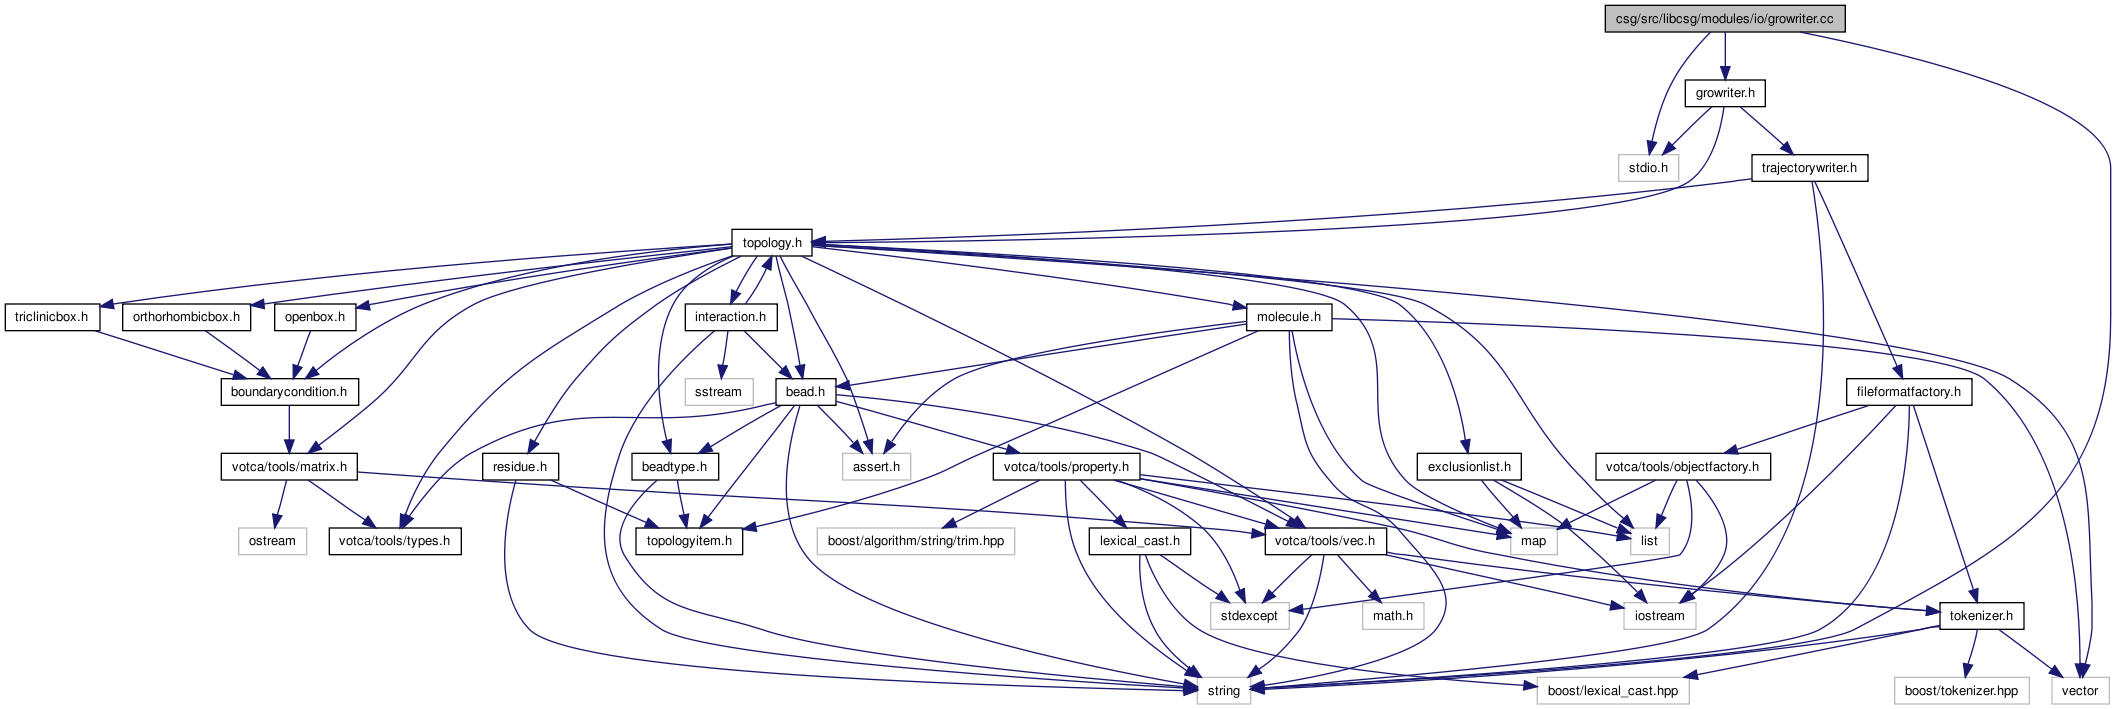 csg/src/libcsg/modules/io/growriter.cc
growriter.h
stdio.h
trajectorywriter.h
topology.h
triclinicbox.h
orthorhombicbox.h
openbox.h
interaction.h
molecule.h
boundarycondition.h
sstream
bead.h
fileformatfactory.h
votca/tools/matrix.h
residue.h
beadtype.h
assert.h
votca/tools/property.h
exclusionlist.h
votca/tools/objectfactory.h
ostream
votca/tools/types.h
topologyitem.h
boost/algorithm/string/trim.hpp
lexical_cast.h
votca/tools/vec.h
map
list
stdexcept
math.h
iostream
tokenizer.h
string
boost/lexical_cast.hpp
boost/tokenizer.hpp
vector